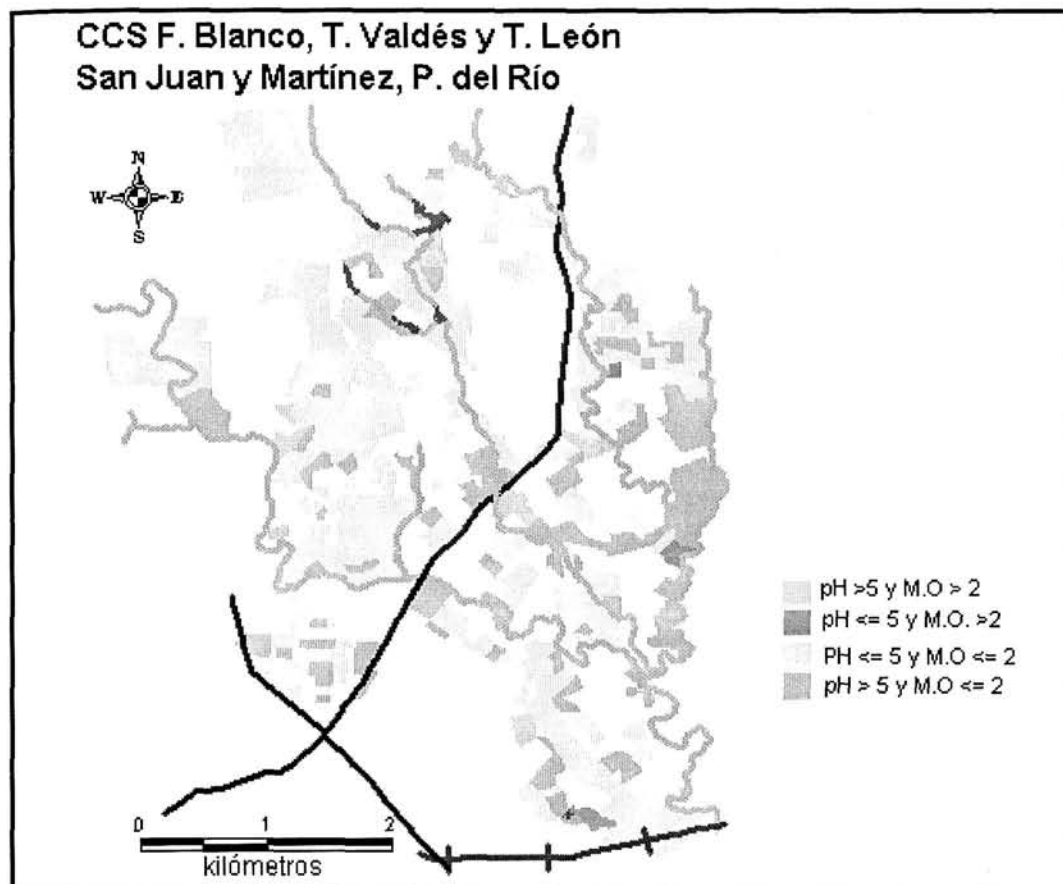 CCS F. Blanco, T. Valdés y T. León
San Juan y Martínez, P. del Río
N
W E
S
pH >5 y M.O > 2
pH <= 5 y M.O. >2
PH <= 5 y M.O <= 2
pH > 5 y M.O <= 2
0 1 2
kilómetros